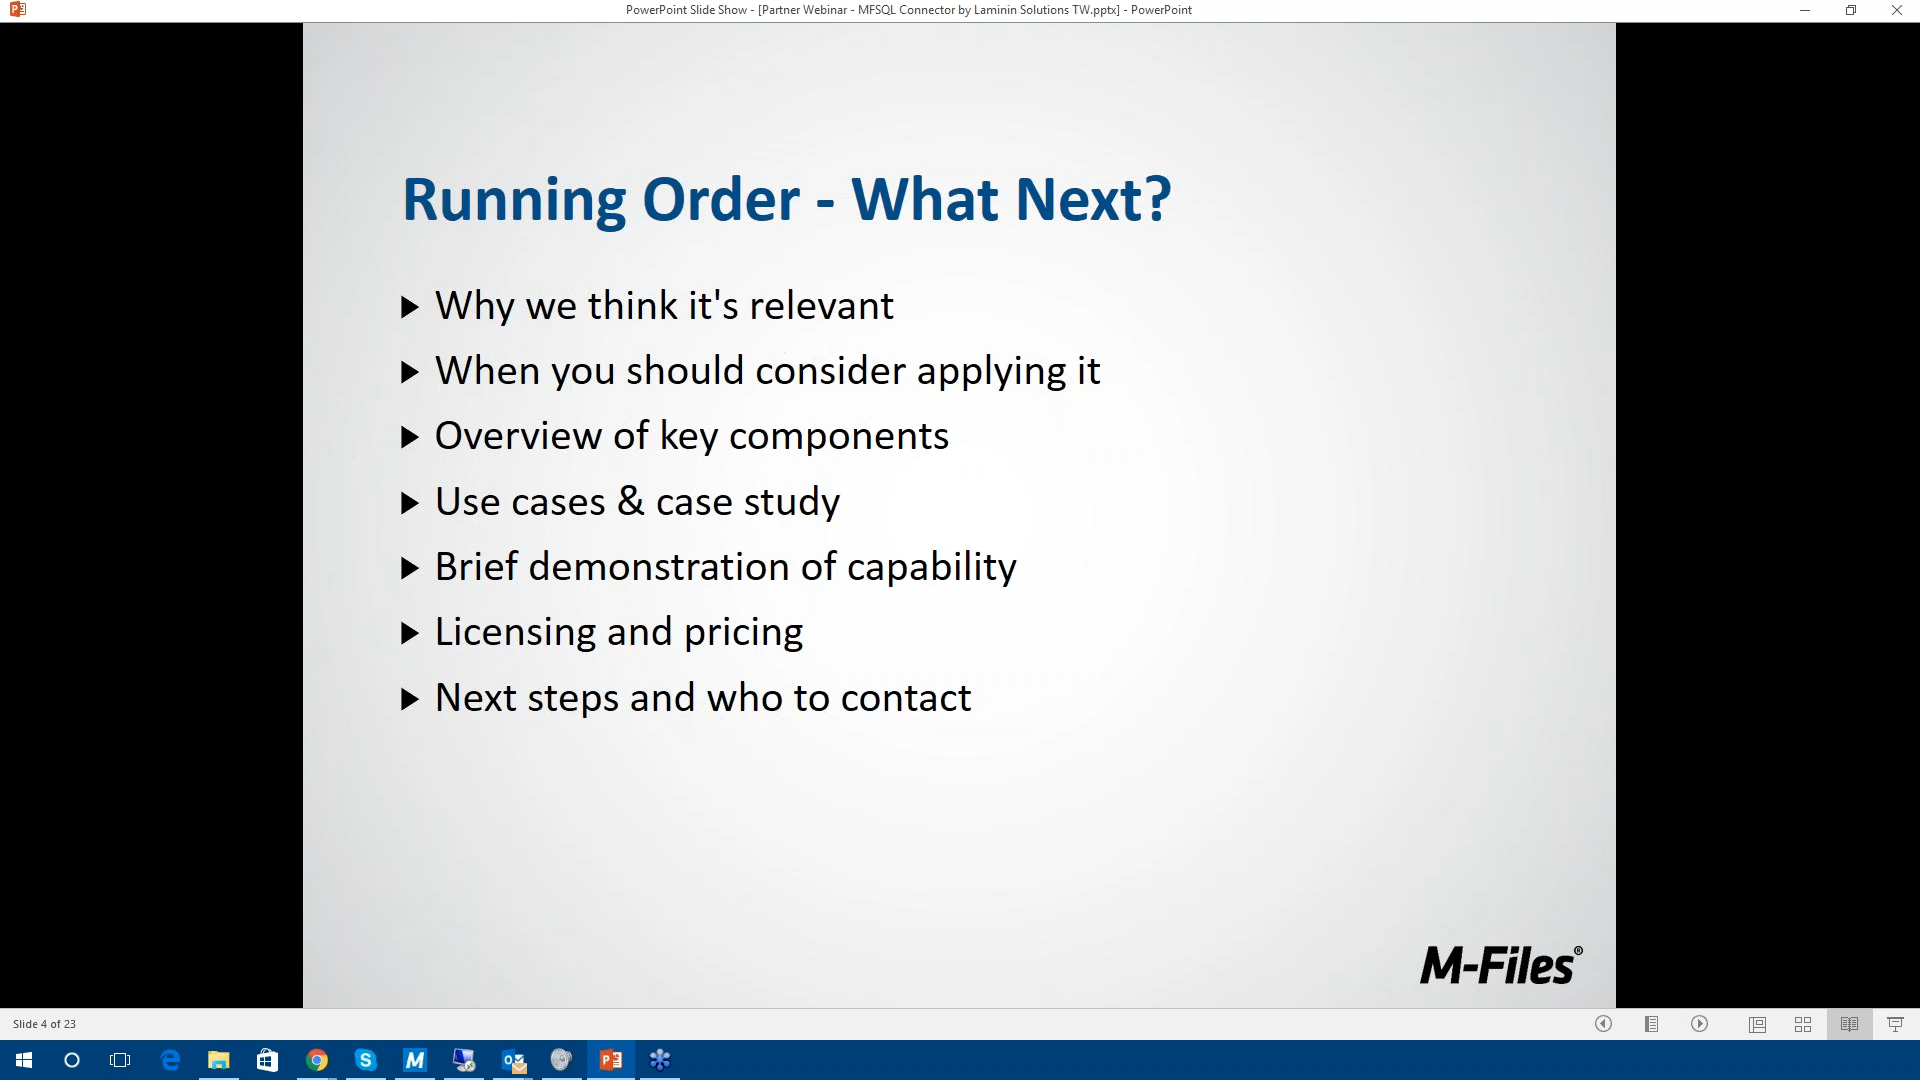 PowerPoint Slide Show - [Partner Webinar - MFSQL Connector by Laminin Solutions TW.pptx] - PowerPoint
Running Order - What Next?
Why we think it's relevant
When you should consider applying it
Overview of key components
Use cases & case study
Brief demonstration of capability
Licensing and pricing
Next steps and who to contact
M-Files®
Slide 4 of 23